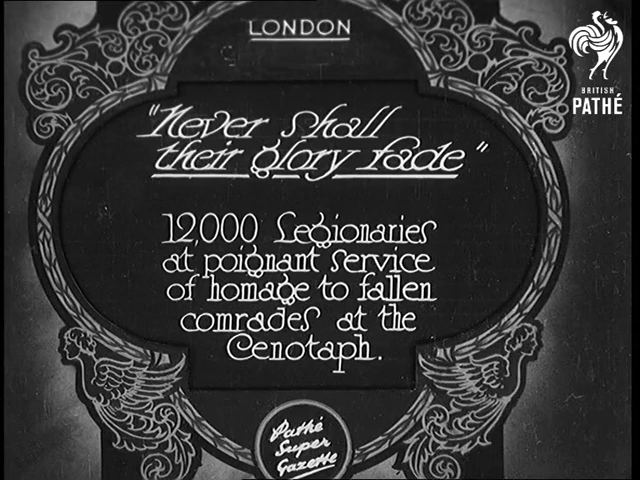 LONDON
BRITISH
PATHÉ
"Never shall
their glory fade"
12,000 Legionaries
at poignant service
of homage to fallen
comrades at the
Cenotaph.
Pathé
Super
Gazette